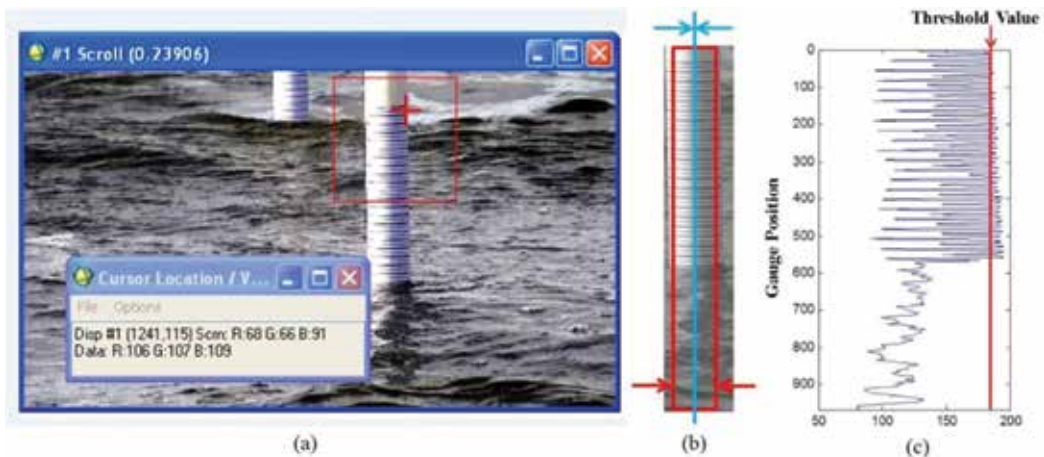 #1 Scroll (0.23906)
Cursor Location / V...
File Options
Disp #1 (1241,115) Scrn: R:68 G:66 B:91
Data: R:106 G:107 B:109
(a)
(b)
Threshold Value
Gauge Position
0
100
200
300
400
500
600
700
800
900
50 100 150 200
(c)